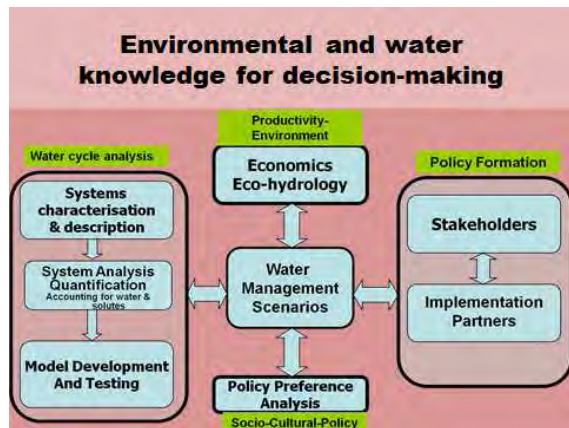 Environmental and water
knowledge for decision-making
Productivity-
Environment
Water cycle analysis
Economics
Eco-hydrology
Policy Formation
Systems
characterisation
& description
Stakeholders
System Analysis
Quantification
Accounting for water &
solutes
Water
Management
Scenarios
Implementation
Partners
Model Development
And Testing
Policy Preference
Analysis
Socio-Cultural-Policy